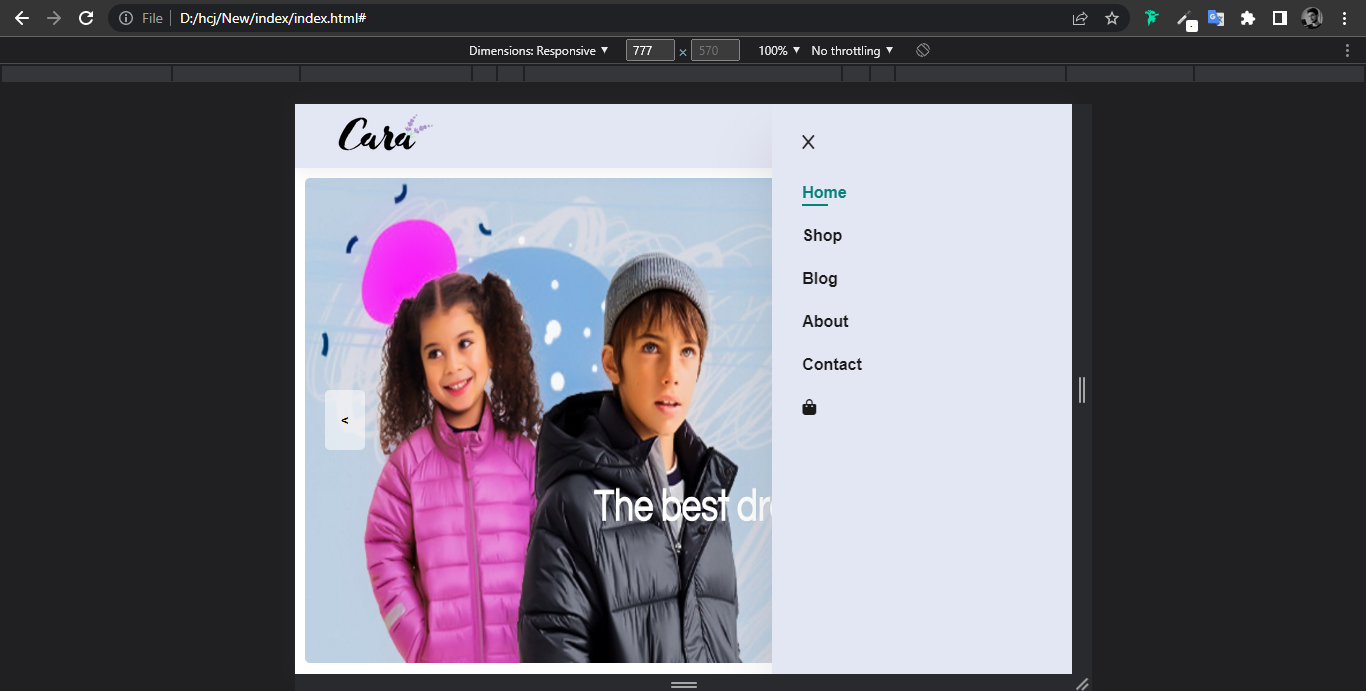 File D:/hcj/New/index/index.html#
Dimensions: Responsive ▼ 777 × 570 100% ▼ No throttling ▼
Cara
X
Home
Shop
Blog
About
Contact
<
The best dr